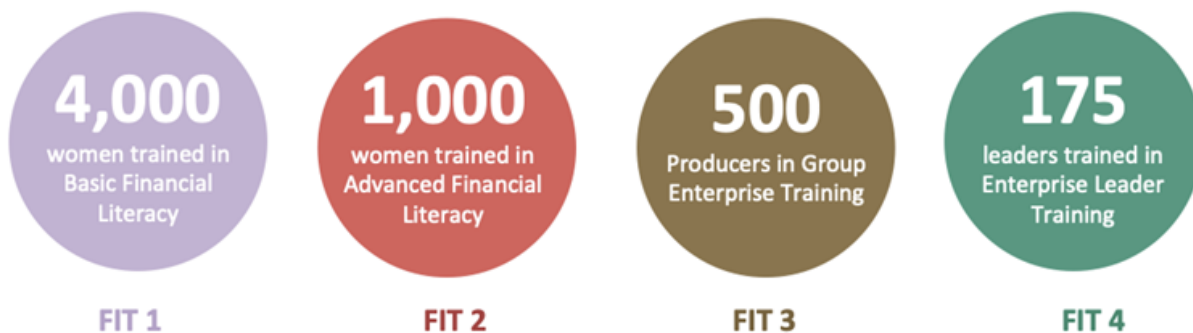 4,000
women trained in
Basic Financial
Literacy
1,000
women trained in
Advanced Financial
Literacy
500
Producers in Group
Enterprise Training
175
leaders trained in
Enterprise Leader
Training
FIT 1
FIT 2
FIT 3
FIT 4